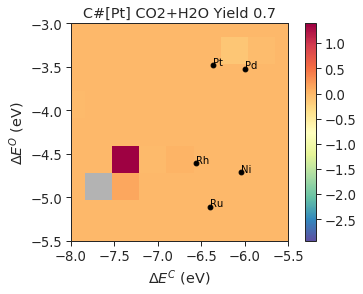 C#[Pt] CO2+H2O Yield 0.7
−3.0
−3.5
−4.0
−4.5
−5.0
−5.5
ΔE^O (eV)
Pt
Pd
Rh
Ni
Ru
−8.0 −7.5 −7.0 −6.5 −6.0 −5.5
ΔE^C (eV)
1.0
0.5
0.0
−0.5
−1.0
−1.5
−2.0
−2.5